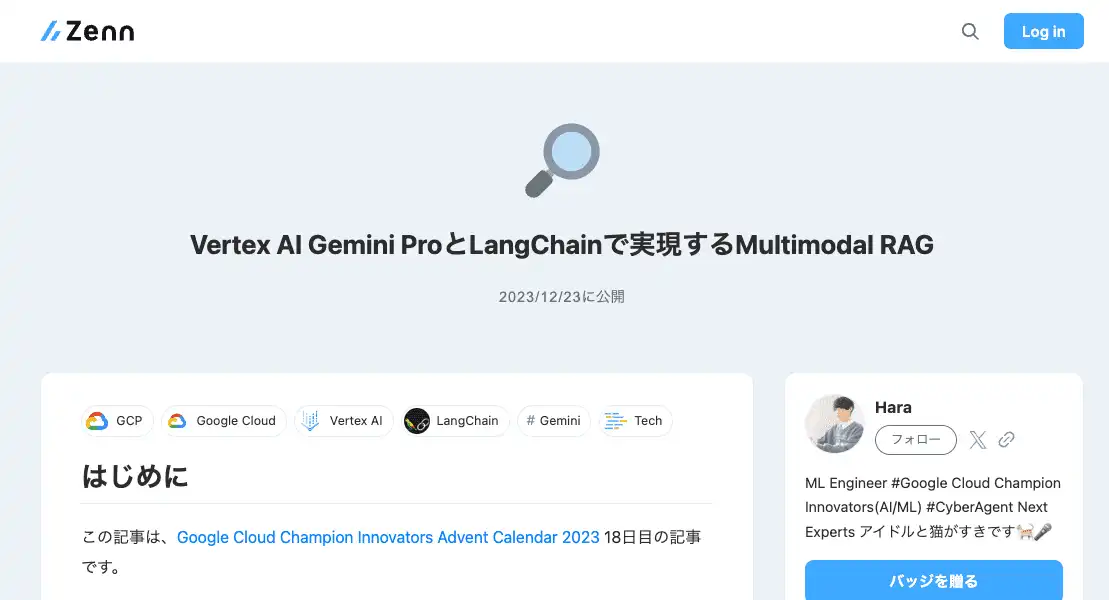 Zenn
Log in
Vertex AI Gemini ProとLangChainで実現するMultimodal RAG
2023/12/23に公開
GCP
Google Cloud
Vertex AI
LangChain
# Gemini
Tech
はじめに
この記事は、Google Cloud Champion Innovators Advent Calendar 2023 18日目の記事
です。
Hara
フォロー
ML Engineer #Google Cloud Champion
Innovators(AI/ML) #CyberAgent Next
Experts アイドルと猫がすきです🐈🎤
バッジを贈る